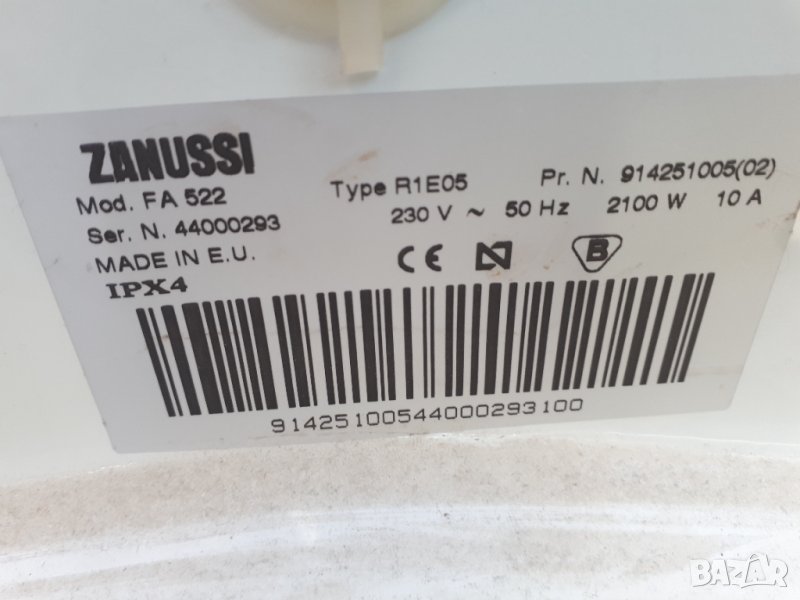 ZANUSSI
Mod. FA 522
Type R1E05
Pr. N. 914251005(02)
Ser. N. 44000293
230 V ~ 50 Hz 2100 W 10 A
MADE IN E.U.
CE N B
IPX4
91425100544000293100
BAZAR